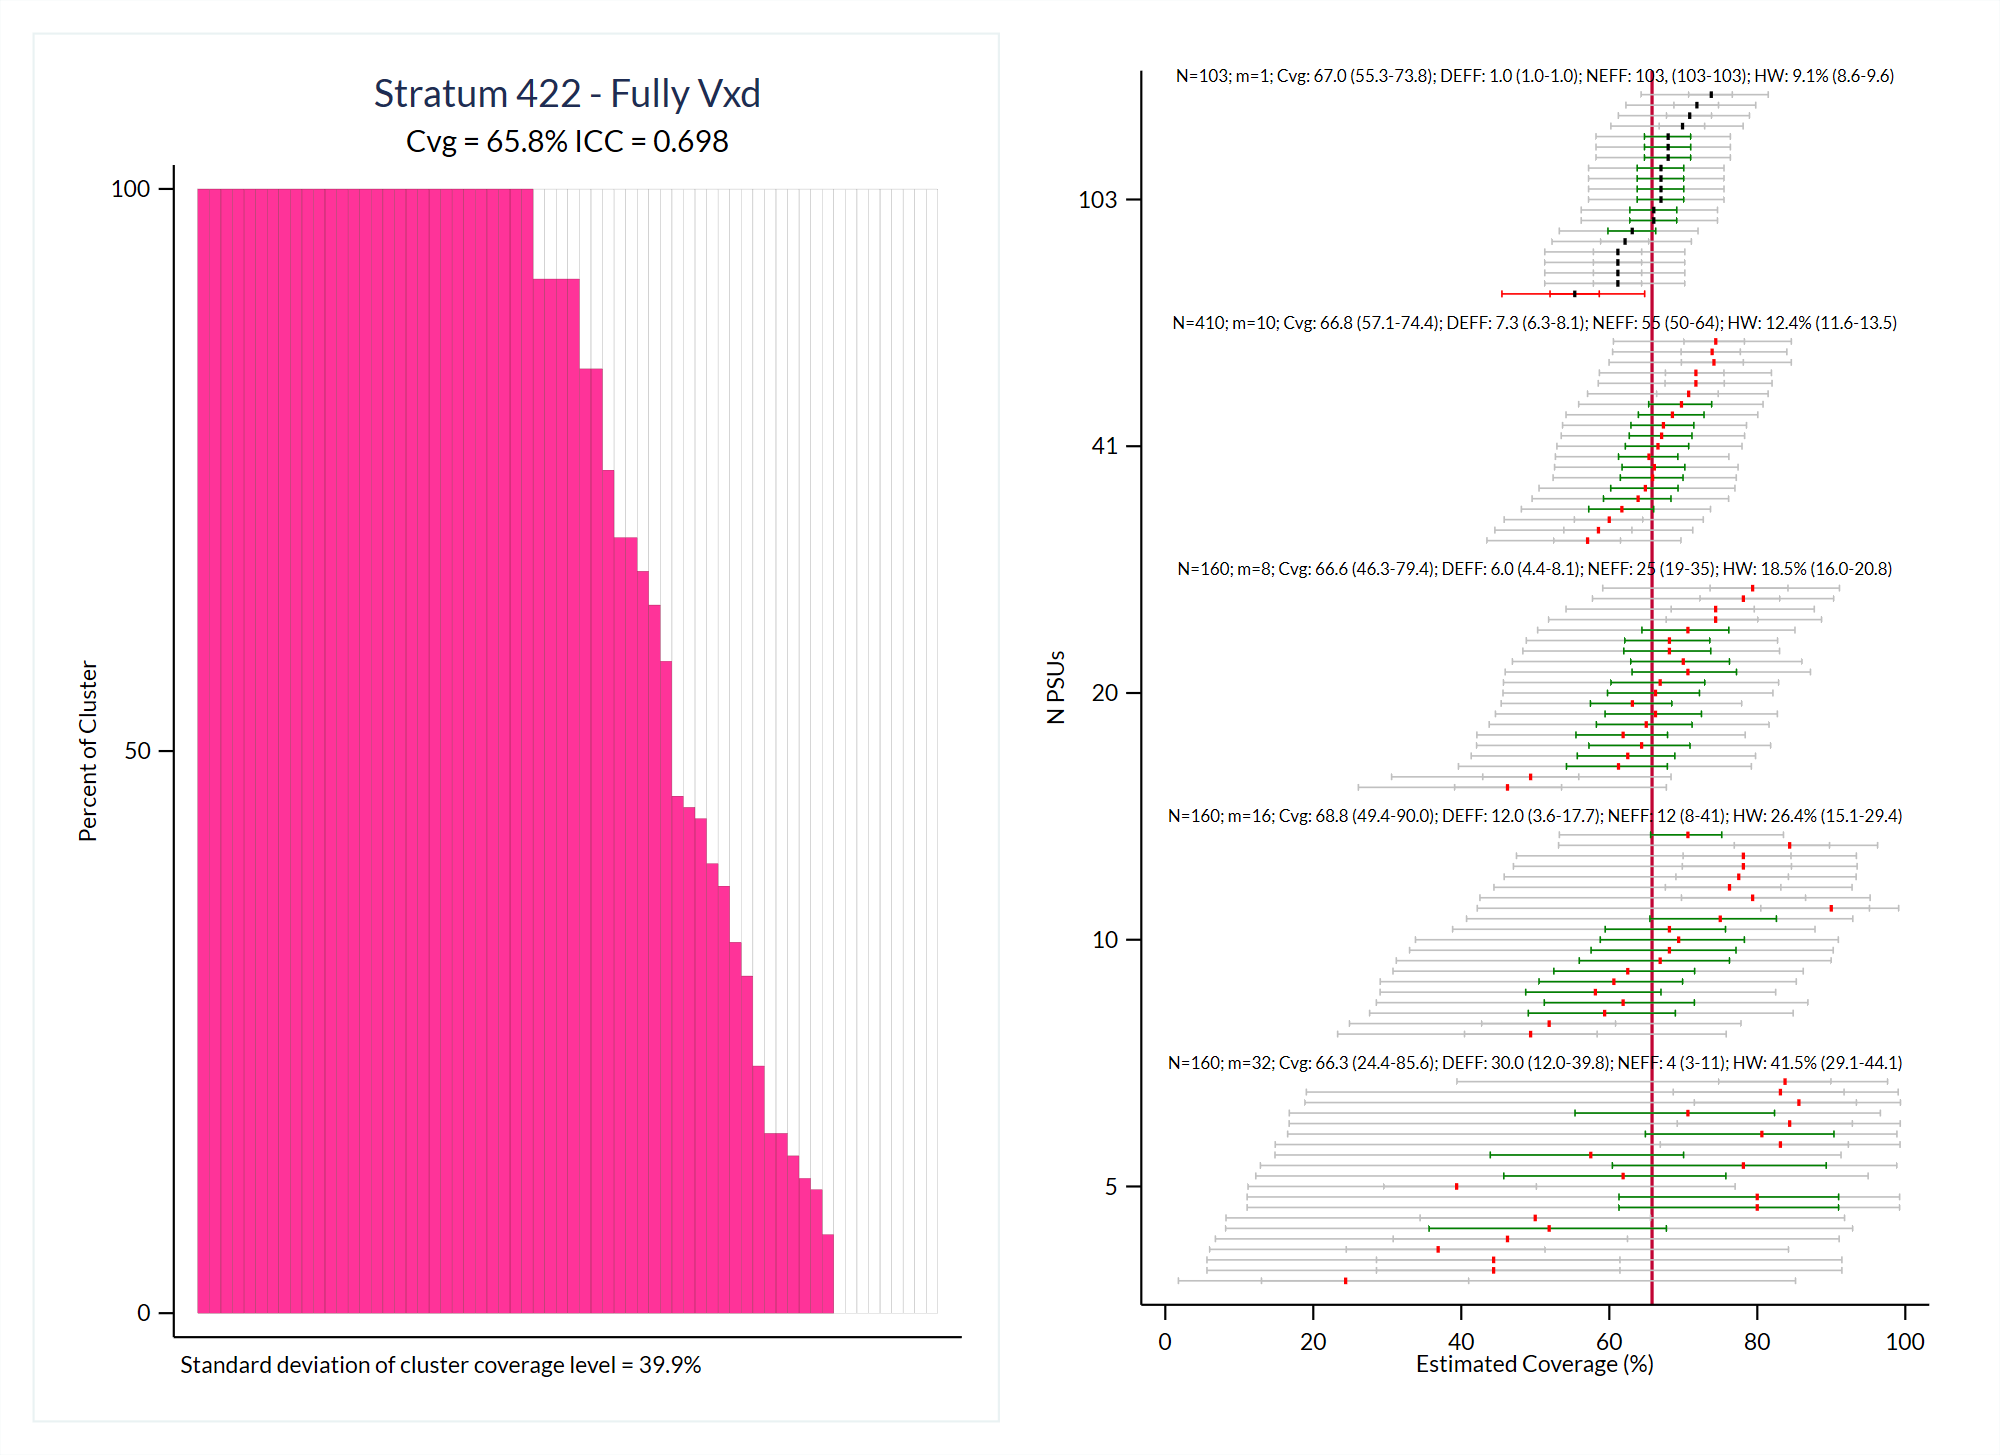 Stratum 422 - Fully Vxd
Cvg = 65.8% ICC = 0.698
100
50
0
Percent of Cluster
Standard deviation of cluster coverage level = 39.9%
N=103; m=1; Cvg: 67.0 (55.3-73.8); DEFF: 1.0 (1.0-1.0); NEFF: 103, (103-103); HW: 9.1% (8.6-9.6)
103
N=410; m=10; Cvg: 66.8 (57.1-74.4); DEFF: 7.3 (6.3-8.1); NEFF: 55 (50-64); HW: 12.4% (11.6-13.5)
41
N=160; m=8; Cvg: 66.6 (46.3-79.4); DEFF: 6.0 (4.4-8.1); NEFF: 25 (19-35); HW: 18.5% (16.0-20.8)
N PSUs
20
N=160; m=16; Cvg: 68.8 (49.4-90.0); DEFF: 12.0 (3.6-17.7); NEFF: 12 (8-41); HW: 26.4% (15.1-29.4)
10
N=160; m=32; Cvg: 66.3 (24.4-85.6); DEFF: 30.0 (12.0-39.8); NEFF: 4 (3-11); HW: 41.5% (29.1-44.1)
5
0 20 40 60 80 100
Estimated Coverage (%)